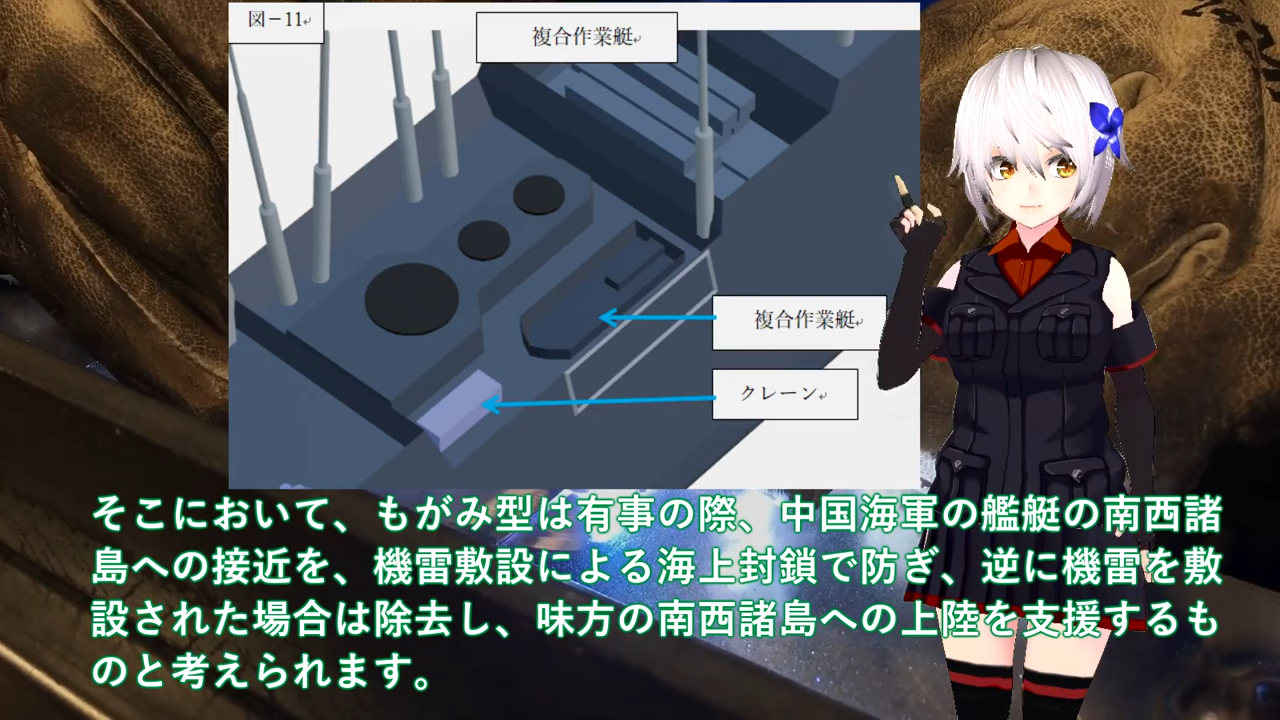 図－11
複合作業艇
複合作業艇
クレーン
そこにおいて、もがみ型は有事の際、中国海軍の艦艇の南西諸
島への接近を、機雷敷設による海上封鎖で防ぎ、逆に機雷を敷
設された場合は除去し、味方の南西諸島への上陸を支援するも
のと考えられます。